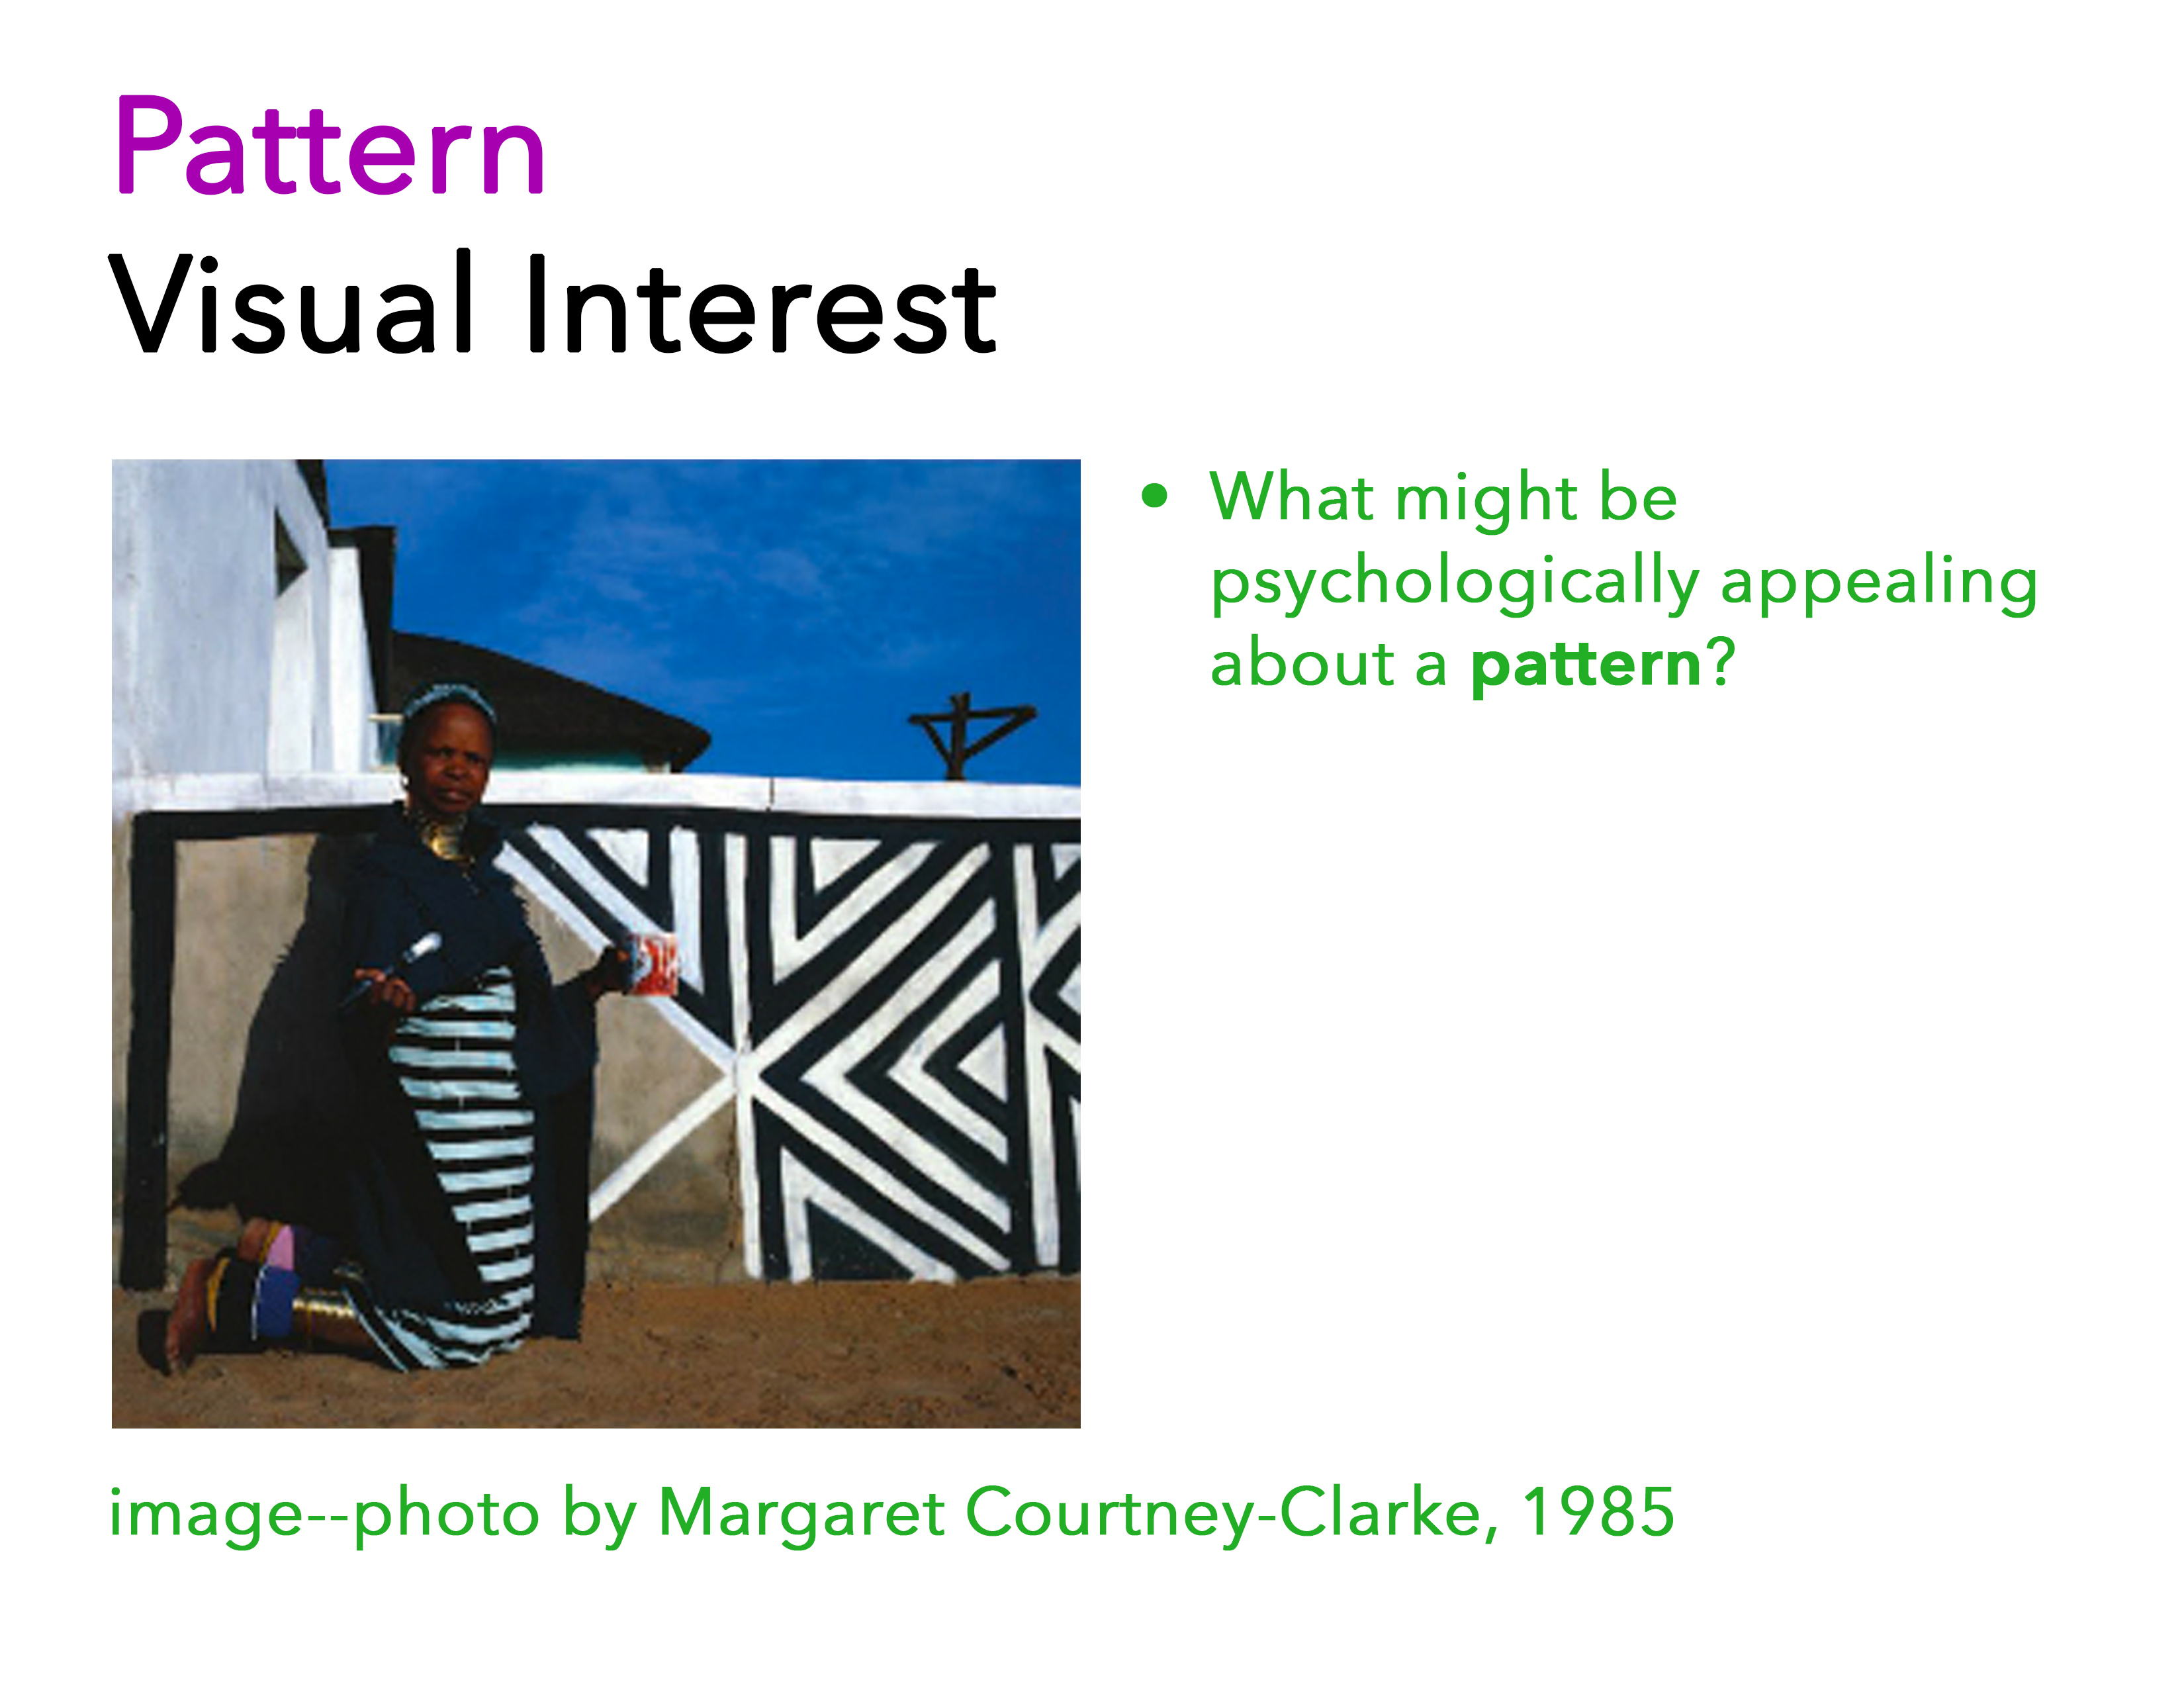 Pattern
Visual Interest
• What might be
psychologically appealing
about a pattern?
image--photo by Margaret Courtney-Clarke, 1985